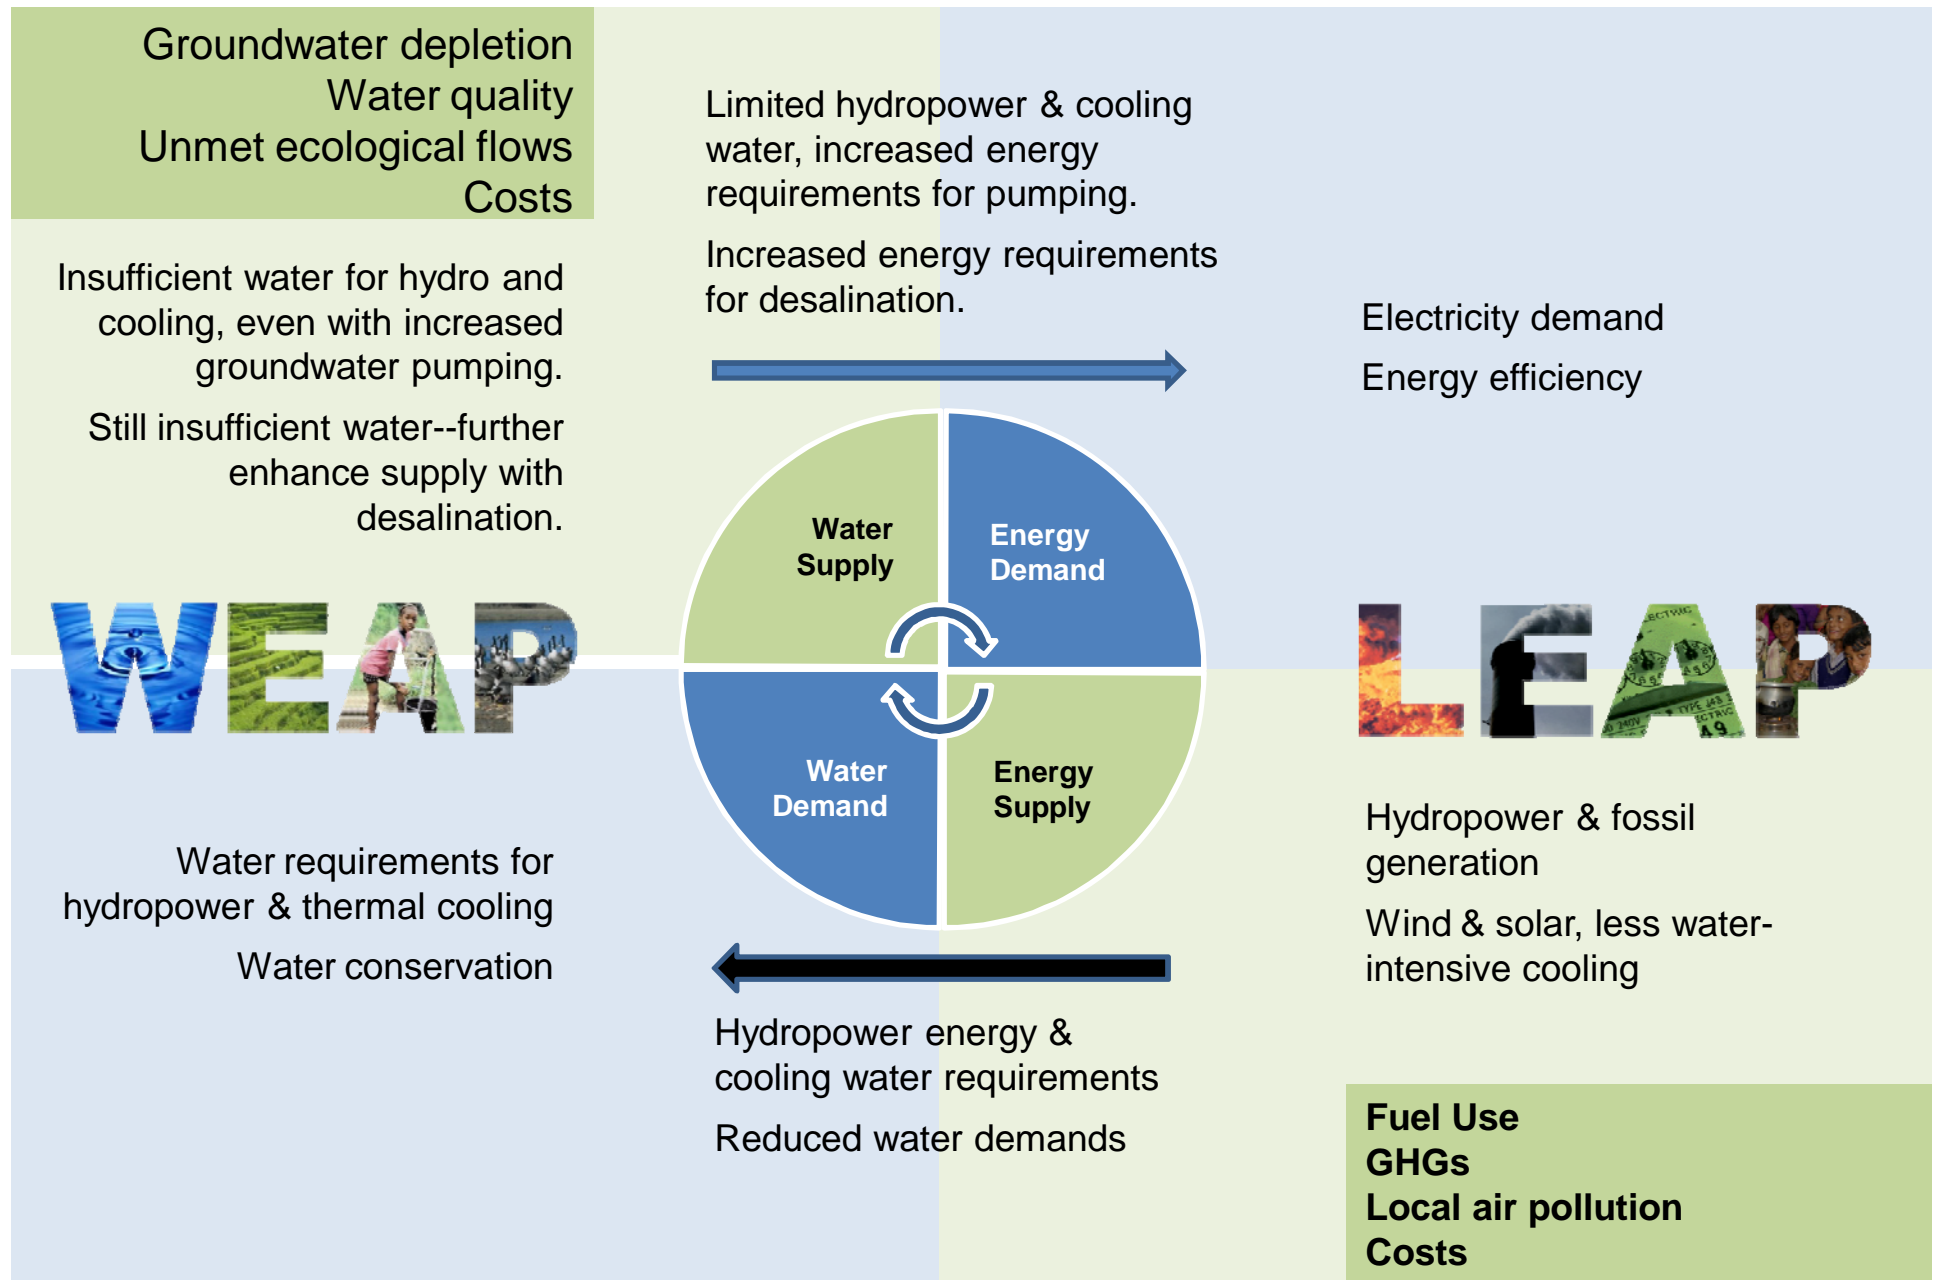 Groundwater depletion
Water quality
Unmet ecological flows
Costs
Limited hydropower & cooling
water, increased energy
requirements for pumping.
Increased energy requirements
for desalination.
Insufficient water for hydro and
cooling, even with increased
groundwater pumping.
Still insufficient water--further
enhance supply with
desalination.
Electricity demand
Energy efficiency
Water
Supply
Energy
Demand
WEAP
LEAP
Water
Demand
Energy
Supply
Water requirements for
hydropower & thermal cooling
Water conservation
Hydropower & fossil
generation
Wind & solar, less water-
intensive cooling
Hydropower energy &
cooling water requirements
Reduced water demands
Fuel Use
GHGs
Local air pollution
Costs